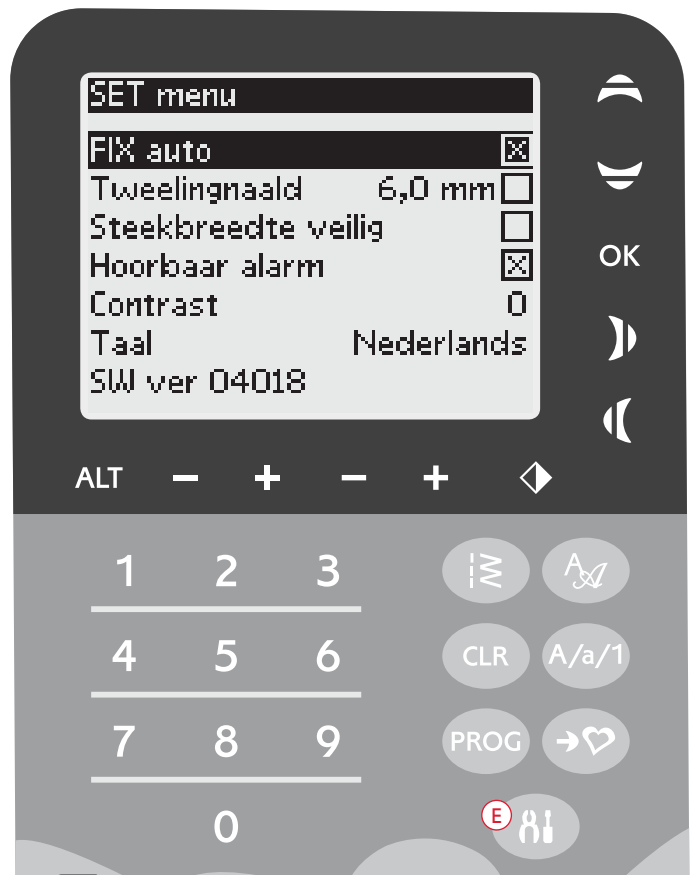 SET menu
FIX auto
Tweelingnaald 6,0 mm
Steekbreedte veilig
Hoorbaar alarm
Contrast 0
Taal Nederlands
SW ver 04018
OK
ALT − + − +
1 2 3
4 5 6
CLR A/a/1
7 8 9
PROG
0
E